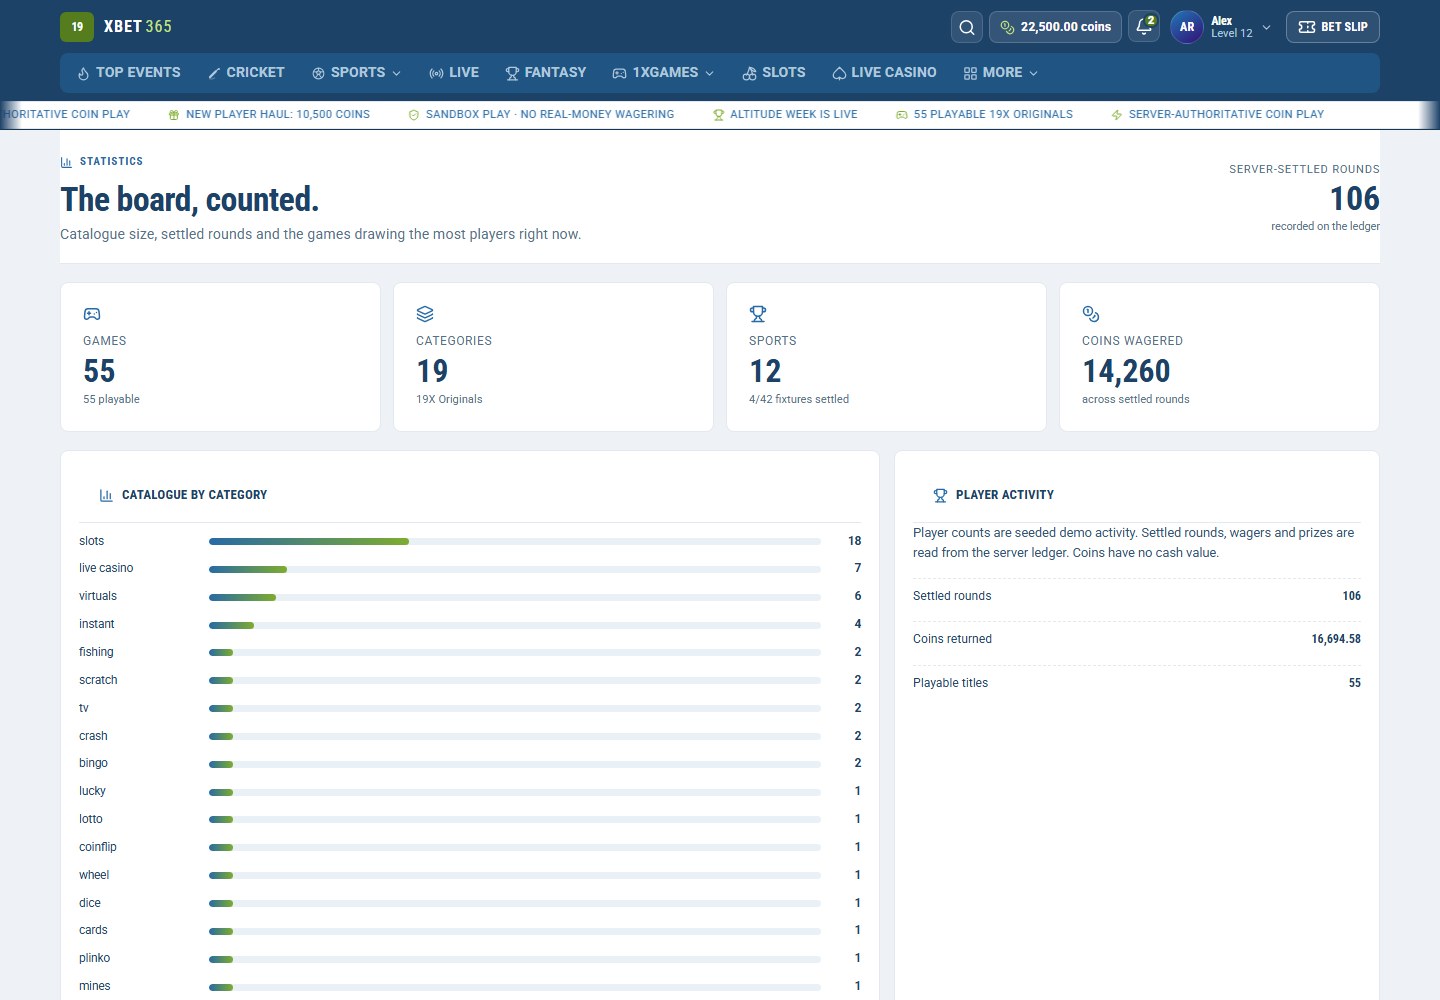 19 XBET 365
22,500.00 coins
2
AR Alex
Level 12
BET SLIP
TOP EVENTS CRICKET SPORTS LIVE FANTASY 1XGAMES SLOTS LIVE CASINO MORE
HORITATIVE COIN PLAY NEW PLAYER HAUL: 10,500 COINS SANDBOX PLAY · NO REAL-MONEY WAGERING ALTITUDE WEEK IS LIVE 55 PLAYABLE 19X ORIGINALS SERVER-AUTHORITATIVE COIN PLAY
STATISTICS
The board, counted.
Catalogue size, settled rounds and the games drawing the most players right now.
SERVER-SETTLED ROUNDS
106
recorded on the ledger
GAMES
55
55 playable
CATEGORIES
19
19X Originals
SPORTS
12
4/42 fixtures settled
COINS WAGERED
14,260
across settled rounds
CATALOGUE BY CATEGORY
slots 18
live casino 7
virtuals 6
instant 4
fishing 2
scratch 2
tv 2
crash 2
bingo 2
lucky 1
lotto 1
coinflip 1
wheel 1
dice 1
cards 1
plinko 1
mines 1
PLAYER ACTIVITY
Player counts are seeded demo activity. Settled rounds, wagers and prizes are
read from the server ledger. Coins have no cash value.
Settled rounds 106
Coins returned 16,694.58
Playable titles 55